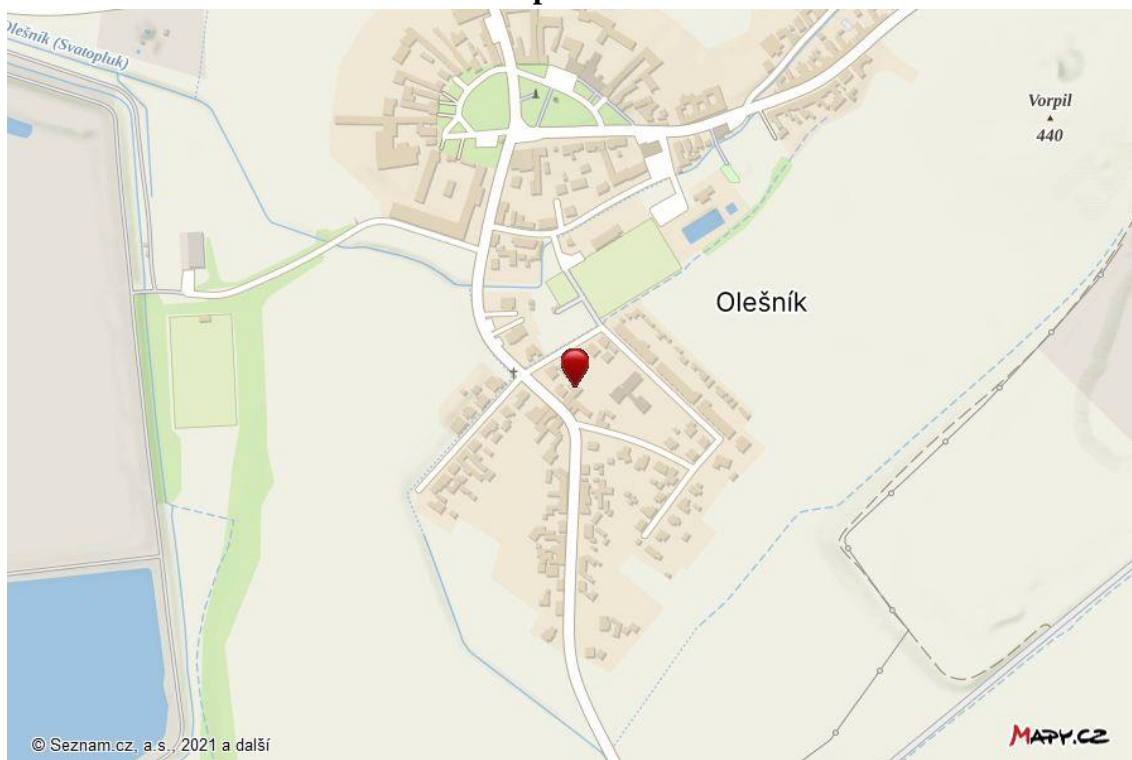 Olešník (Svatopluk)
Vorpil
440
Olešník
© Seznam.cz, a.s., 2021 a další
MAPY.CZ